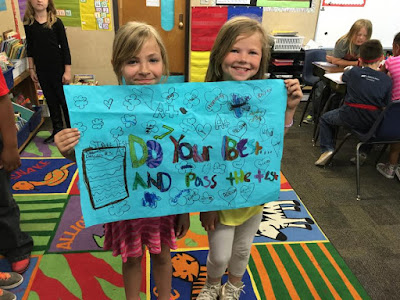 Do Your Best...
AND PASS the test